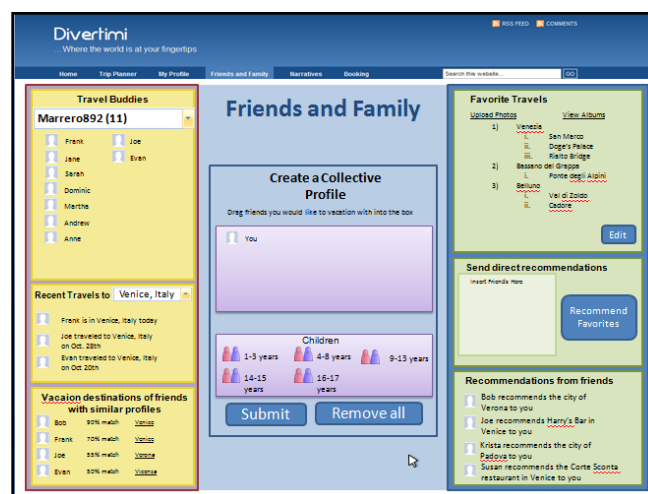 RSS FEED COMMENTS
Divertimi
...Where the world is at your fingertips
Home Trip Planner My Profile Friends and Family Narratives Booking Search this website... GO
Travel Buddies
Marrero892 (11)
Frank Joe
Jane Evan
Sarah
Dominic
Martha
Andrew
Anne
Recent Travels to Venice, Italy
Frank is in Venice, Italy today
Joe traveled to Venice, Italy
on Oct. 28th
Evan traveled to Venice, Italy
on Oct 20th
Vacaion destinations of friends
with similar profiles
Bob 90% match Venice
Frank 70% match Venice
Joe 55% match Verona
Evan 50% match Vicenza
Friends and Family
Create a Collective
Profile
Drag friends you would like to vacation with into the box
You
Children
1-3 years 4-8 years 9-13 years
14-15 years 16-17 years
Submit Remove all
Favorite Travels
Upload Photos View Albums
1) Venezia
i. San Marco
ii. Doge's Palace
iii. Rialto Bridge
2) Bassano del Grappa
i. Ponte degli Alpini
3) Belluno
i. Val di Zoldo
ii. Cadore
Edit
Send direct recommendations
Insert Friends Here
Recommend
Favorites
Recommendations from friends
Bob recommends the city of
Verona to you
Joe recommends Harry's Bar in
Venice to you
Krista recommends the city of
Padova to you
Susan recommends the Corte Sconta
restaurant in Venice to you